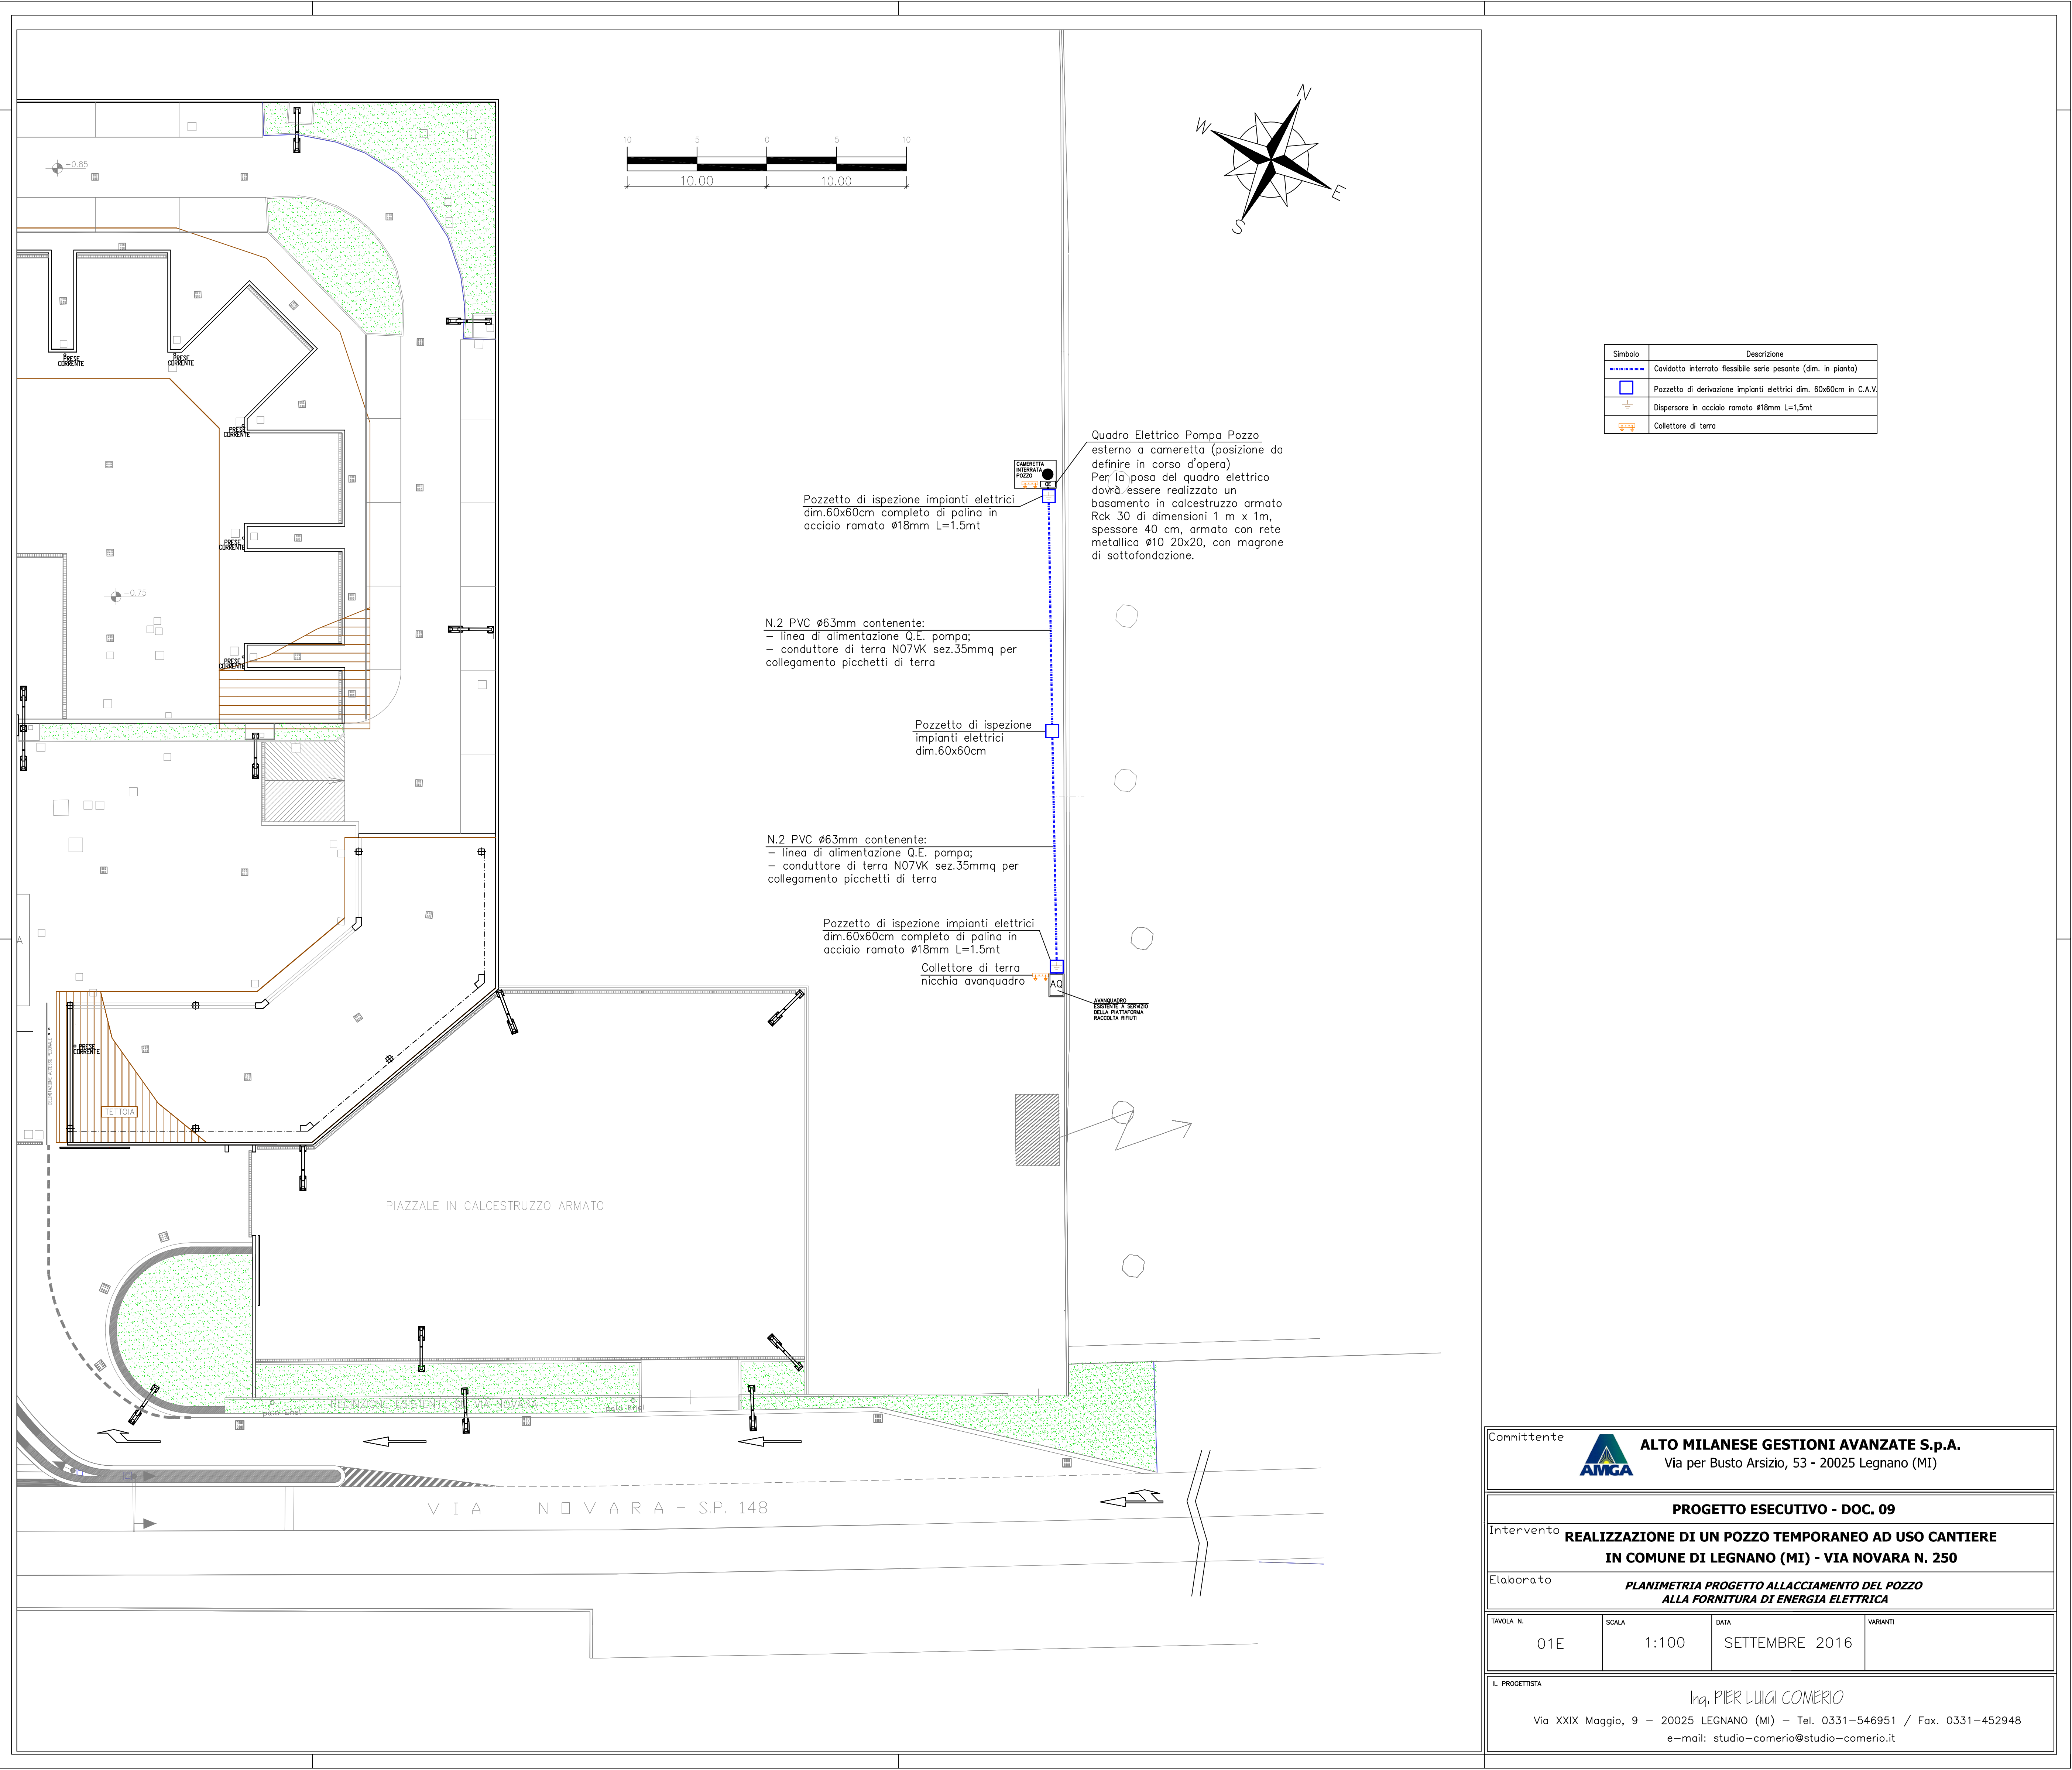 +0.85
10 5 0 5 10
10.00 10.00
N
W
E
S
PRESE
CORRENTE
PRESE
CORRENTE
PRESE
CORRENTE
PRESE
CORRENTE
PRESE
CORRENTE
-0.75
Simbolo Descrizione
Cavidotto interrato flessibile serie pesante (dim. in pianta)
Pozzetto di derivazione impianti elettrici dim. 60x60cm in C.A.V.
Dispersore in acciaio ramato ø18mm L=1,5mt
Collettore di terra
Quadro Elettrico Pompa Pozzo
esterno a cameretta (posizione da
definire in corso d'opera)
Per la posa del quadro elettrico
dovrà essere realizzato un
basamento in calcestruzzo armato
Rck 30 di dimensioni 1 m x 1m,
spessore 40 cm, armato con rete
metallica ø10 20x20, con magrone
di sottofondazione.
CAMERETTA
INTERRATA
POZZO
QE
Pozzetto di ispezione impianti elettrici
dim.60x60cm completo di palina in
acciaio ramato ø18mm L=1.5mt
N.2 PVC ø63mm contenente:
- linea di alimentazione Q.E. pompa;
- conduttore di terra N07VK sez.35mmq per
collegamento picchetti di terra
Pozzetto di ispezione
impianti elettrici
dim.60x60cm
N.2 PVC ø63mm contenente:
- linea di alimentazione Q.E. pompa;
- conduttore di terra N07VK sez.35mmq per
collegamento picchetti di terra
Pozzetto di ispezione impianti elettrici
dim.60x60cm completo di palina in
acciaio ramato ø18mm L=1.5mt
Collettore di terra
nicchia avanquadro
AQ
AVANQUADRO
ESISTENTE A SERVIZIO
DELLA PIATTAFORMA
RACCOLTA RIFIUTI
A
PRESE
CORRENTE
TETTOIA
PIAZZALE IN CALCESTRUZZO ARMATO
RECINZIONE ESISTENTE SU VIA NOVARA
palo Enel
palo Enel
VIA NOVARA - S.P. 148
Committente
AMGA
ALTO MILANESE GESTIONI AVANZATE S.p.A.
Via per Busto Arsizio, 53 - 20025 Legnano (MI)
PROGETTO ESECUTIVO - DOC. 09
Intervento
REALIZZAZIONE DI UN POZZO TEMPORANEO AD USO CANTIERE
IN COMUNE DI LEGNANO (MI) - VIA NOVARA N. 250
Elaborato
PLANIMETRIA PROGETTO ALLACCIAMENTO DEL POZZO
ALLA FORNITURA DI ENERGIA ELETTRICA
TAVOLA N. SCALA DATA VARIANTI
01E 1:100 SETTEMBRE 2016
IL PROGETTISTA
Ing. PIER LUIGI COMERIO
Via XXIX Maggio, 9 - 20025 LEGNANO (MI) - Tel. 0331-546951 / Fax. 0331-452948
e-mail: studio-comerio@studio-comerio.it